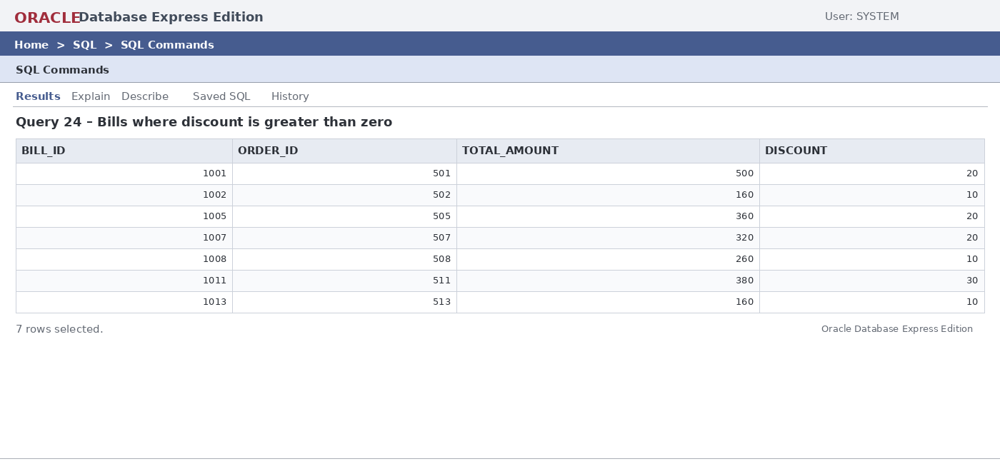 ORACLE Database Express Edition User: SYSTEM
Home > SQL > SQL Commands
SQL Commands
Results Explain Describe Saved SQL History
Query 24 – Bills where discount is greater than zero
BILL_ID ORDER_ID TOTAL_AMOUNT DISCOUNT
1001 501 500 20
1002 502 160 10
1005 505 360 20
1007 507 320 20
1008 508 260 10
1011 511 380 30
1013 513 160 10
7 rows selected. Oracle Database Express Edition